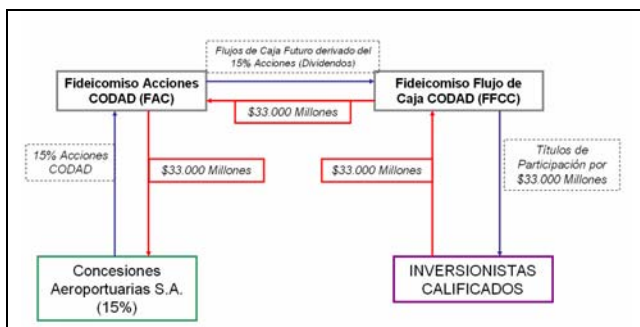 Flujos de Caja Futuro derivado del
15% Acciones (Dividendos)
Fideicomiso Acciones
CODAD (FAC)
Fideicomiso Flujo de
Caja CODAD (FFCC)
$33.000 Millones
15% Acciones
CODAD
$33.000 Millones
$33.000 Millones
Títulos de
Participación por
$33.000 Millones
Concesiones
Aeroportuarias S.A.
(15%)
INVERSIONISTAS
CALIFICADOS